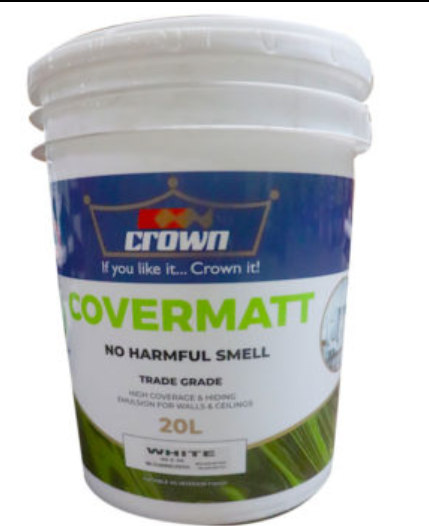 CROWN
If you like it... Crown it!
COVERMATT
NO HARMFUL SMELL
TRADE GRADE
HIGH COVERAGE & HIDING
EMULSION FOR WALLS & CEILINGS
20L
WHITE